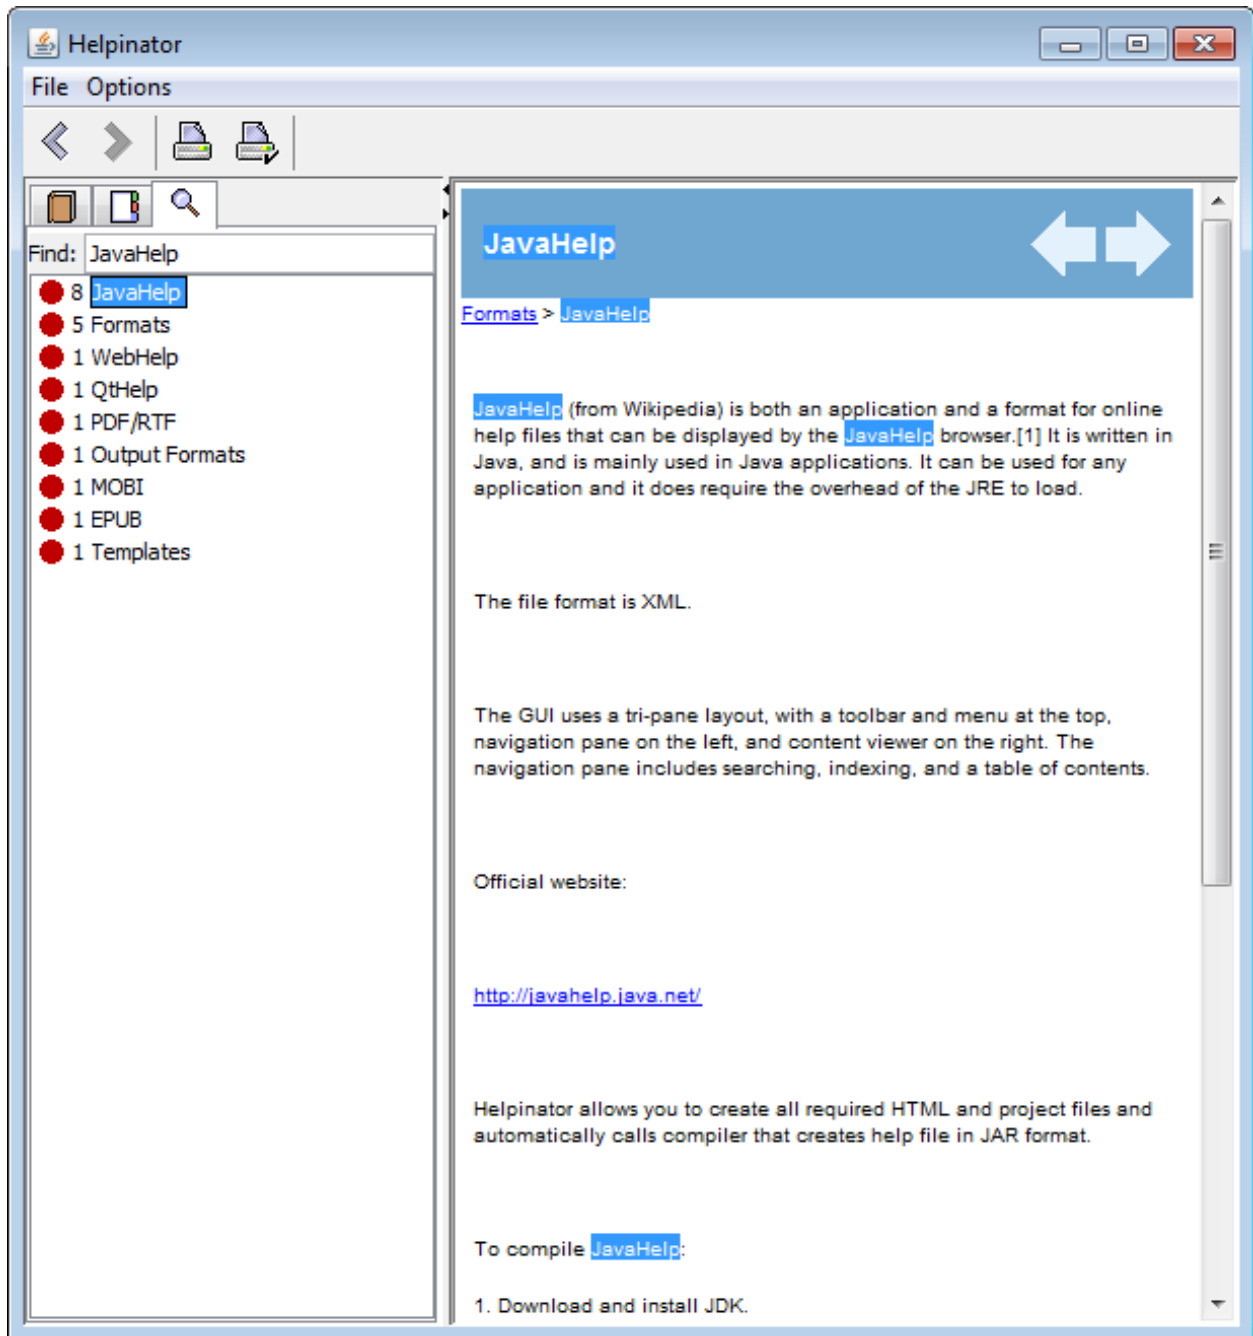 Helpinator
File Options
Find: JavaHelp
8 JavaHelp
5 Formats
1 WebHelp
1 QtHelp
1 PDF/RTF
1 Output Formats
1 MOBI
1 EPUB
1 Templates
JavaHelp
Formats > JavaHelp
JavaHelp (from Wikipedia) is both an application and a format for online
help files that can be displayed by the JavaHelp browser.[1] It is written in
Java, and is mainly used in Java applications. It can be used for any
application and it does require the overhead of the JRE to load.
The file format is XML.
The GUI uses a tri-pane layout, with a toolbar and menu at the top,
navigation pane on the left, and content viewer on the right. The
navigation pane includes searching, indexing, and a table of contents.
Official website:
http://javahelp.java.net/
Helpinator allows you to create all required HTML and project files and
automatically calls compiler that creates help file in JAR format.
To compile JavaHelp:
1. Download and install JDK.